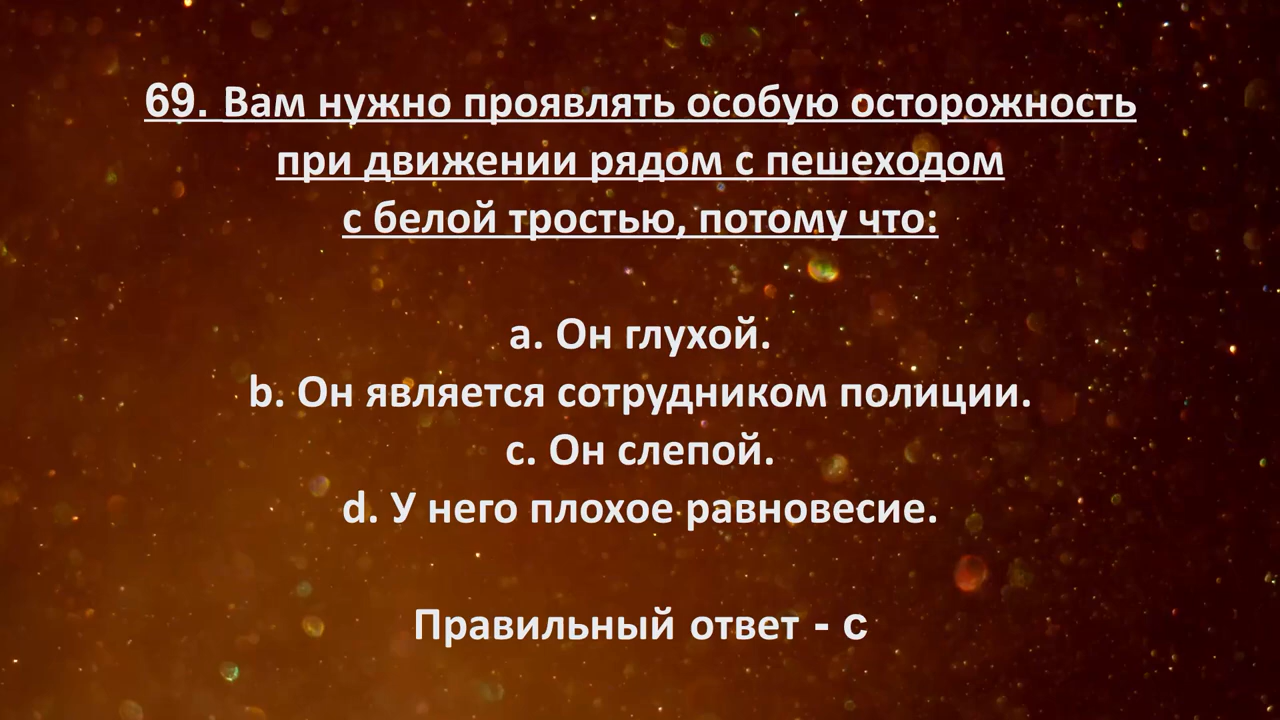 69. Вам нужно проявлять особую осторожность
при движении рядом с пешеходом
с белой тростью, потому что:
a. Он глухой.
b. Он является сотрудником полиции.
c. Он слепой.
d. У него плохое равновесие.
Правильный ответ - c